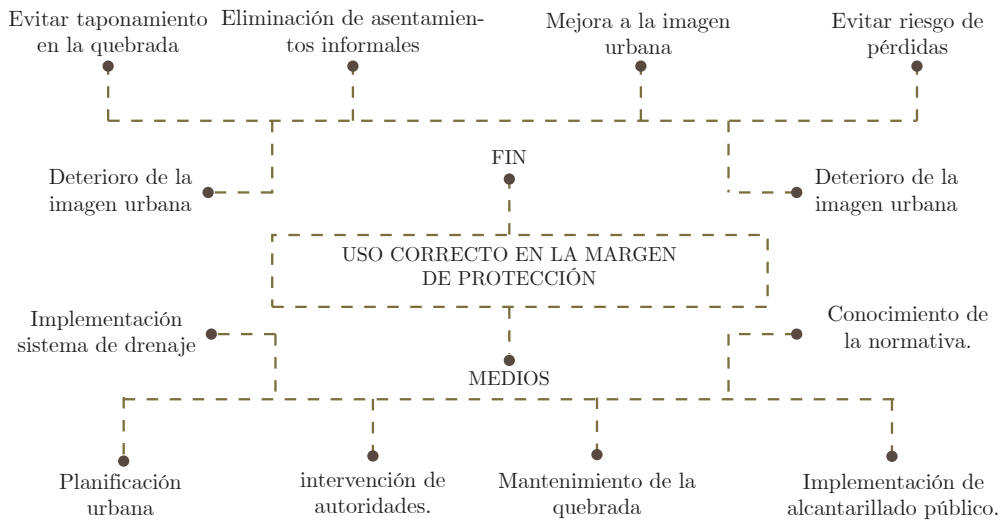 Evitar taponamiento
en la quebrada
Eliminación de asentamien-
tos informales
Mejora a la imagen
urbana
Evitar riesgo de
pérdidas
FIN
Deterioro de la
imagen urbana
Deterioro de la
imagen urbana
USO CORRECTO EN LA MARGEN
DE PROTECCIÓN
Implementación
sistema de drenaje
Conocimiento de
la normativa.
MEDIOS
Planificación
urbana
intervención de
autoridades.
Mantenimiento de la
quebrada
Implementación de
alcantarillado público.